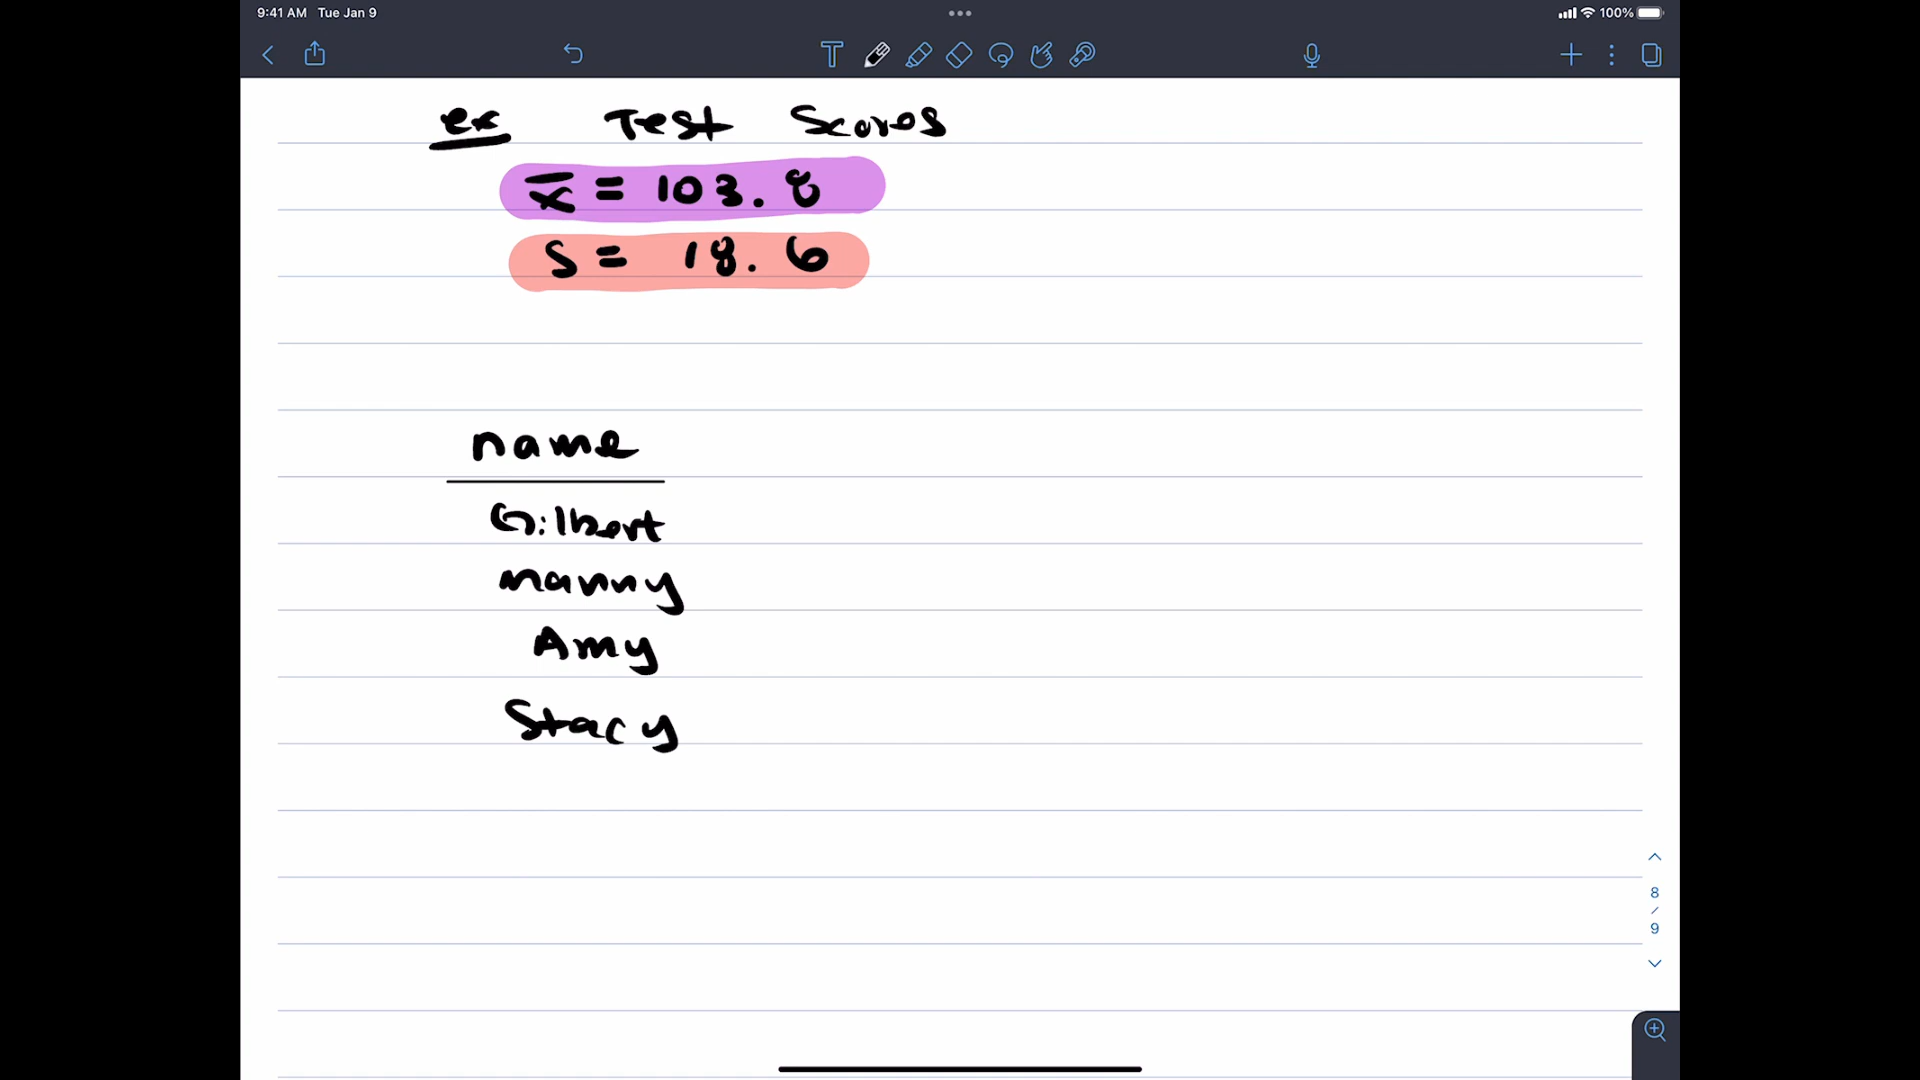 9:41 AM Tue Jan 9
100%
ex Test Scores
x̄ = 103.8
s = 18.6
name
Gilbert
manny
Amy
Stacy
8
/
9